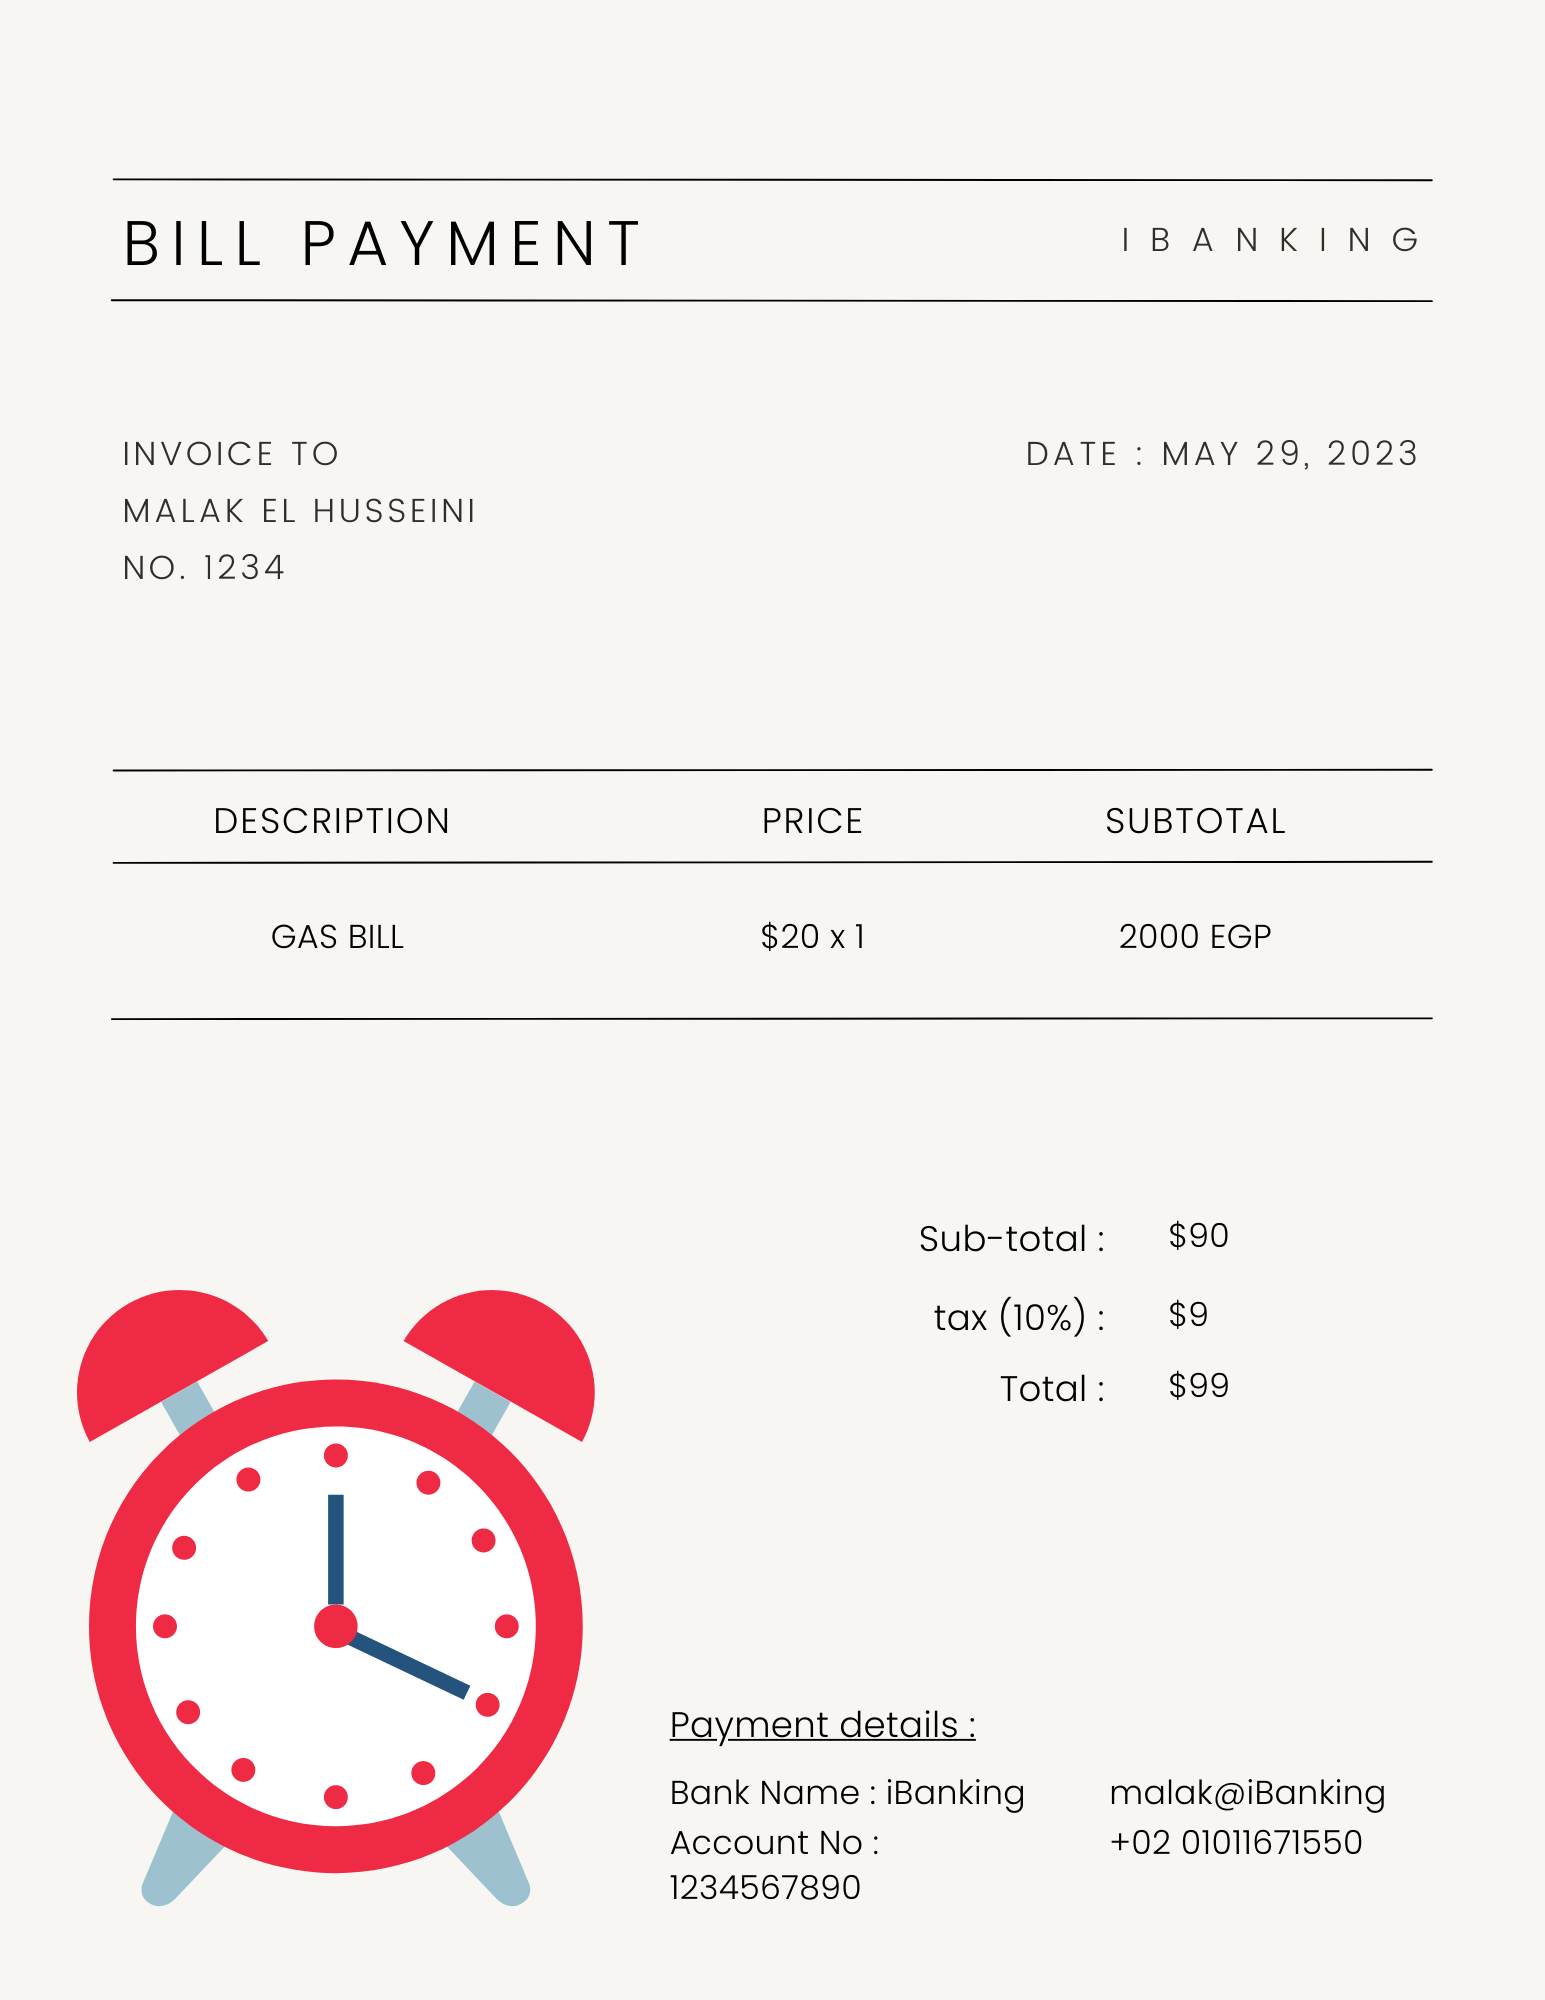 BILL PAYMENT
IBANKING
INVOICE TO
MALAK EL HUSSEINI
NO. 1234
DATE : MAY 29, 2023
DESCRIPTION PRICE SUBTOTAL
GAS BILL $20 x 1 2000 EGP
Sub-total : $90
tax (10%) : $9
Total : $99
Payment details :
Bank Name : iBanking
Account No :
1234567890
malak@iBanking
+02 01011671550